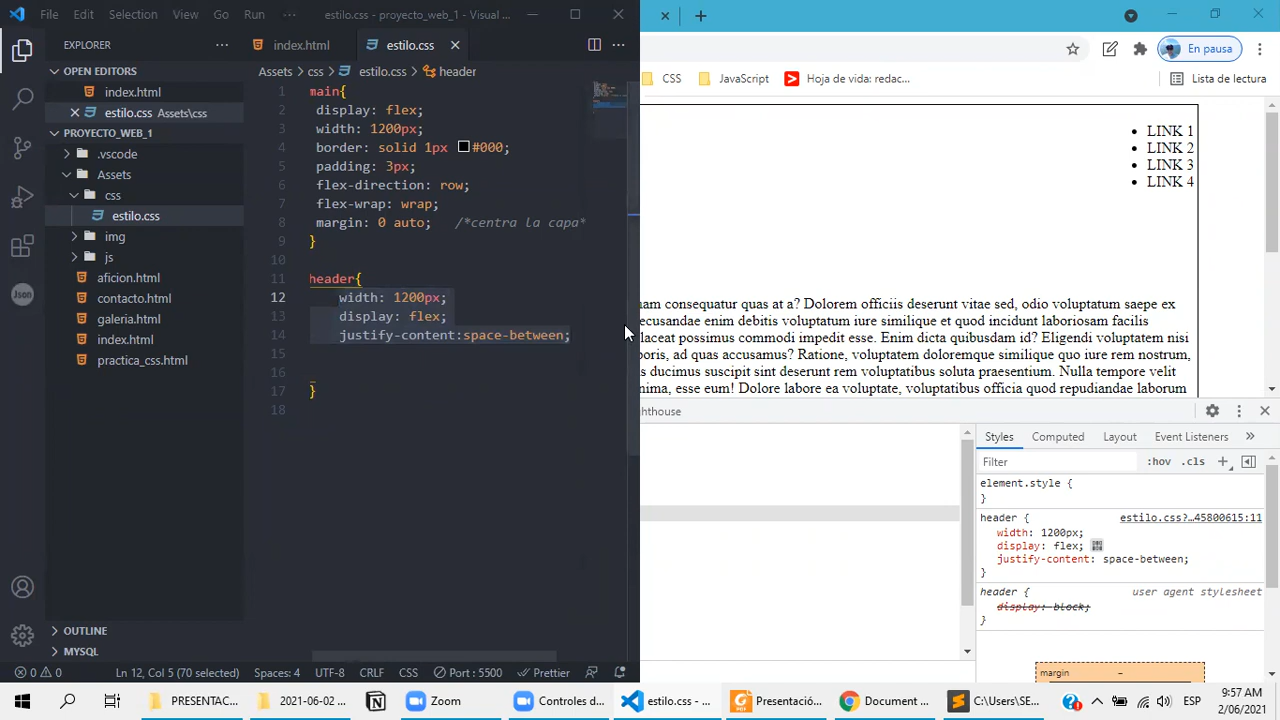 File Edit Selection View Go Run ··· estilo.css - proyecto_web_1 - Visual ...
EXPLORER ···
index.html
estilo.css
Assets > css > estilo.css > header
OPEN EDITORS
index.html
estilo.css Assets\css
PROYECTO_WEB_1
.vscode
Assets
css
estilo.css
img
js
aficion.html
contacto.html
galeria.html
index.html
practica_css.html
OUTLINE
MYSQL
Json
1 main{
2 display: flex;
3 width: 1200px;
4 border: solid 1px #000;
5 padding: 3px;
6 flex-direction: row;
7 flex-wrap: wrap;
8 margin: 0 auto; /*centra la capa*
9 }
10
11 header{
12 width: 1200px;
13 display: flex;
14 justify-content:space-between;
15
16
17 }
18
0 0 Ln 12, Col 5 (70 selected) Spaces: 4 UTF-8 CRLF CSS Port : 5500 Prettier
En pausa
CSS JavaScript Hoja de vida: redac... Lista de lectura
• LINK 1
• LINK 2
• LINK 3
• LINK 4
am consequatur quas at a? Dolorem officiis deserunt vitae sed, odio voluptatum saepe ex
ecusandae enim debitis voluptatum iure similique et quod incidunt laboriosam facilis
laceat possimus commodi impedit esse. Enim dicta quibusdam id? Eligendi voluptatem
oris, ad quas accusamus? Ratione, voluptatem doloremque similique quo iure rem nostrum,
s ducimus suscipit sint deserunt rem voluptatibus soluta praesentium. Nulla tempore velit
nima, esse eum! Dolore labore ea voluptate, voluptatibus officia quod repudiandae laborum
hthouse
Styles Computed Layout Event Listeners »
Filter :hov .cls +
element.style {
}
header { estilo.css?…45800615:11
width: 1200px;
display: flex;
justify-content: space-between;
}
header { user agent stylesheet
display: block;
}
margin –
PRESENTAC... 2021-06-02 ... Zoom Controles d... estilo.css - ... Presentació... Document ... C:\Users\SE... ESP
9:57 AM
2/06/2021